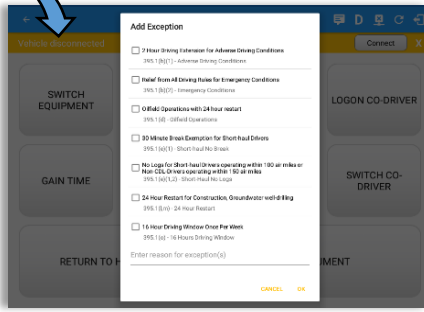 D
Vehicle disconnected
Connect
X
Add Exception
2 Hour Driving Extension for Adverse Driving Conditions
395.1(b)(1) - Adverse Driving Conditions
Relief from All Driving Rules for Emergency Conditions
395.1(b)(2) - Emergency Conditions
Oilfield Operations with 24 hour restart
395.1(d) - Oilfield Operations
30 Minute Break Exemption for Short-haul Drivers
395.1(e)(1) - Short-haul No Break
No Logs for Short-haul Drivers operating within 100 air miles or
Non-CDL Drivers operating within 150 air miles
395.1(e)(1,2) - Short-Haul No Logs
24 Hour Restart for Construction, Groundwater well-drilling
395.1(l,m) - 24 Hour Restart
16 Hour Driving Window Once Per Week
395.1(o) - 16 Hours Driving Window
Enter reason for exception(s)
CANCEL
OK
SWITCH
EQUIPMENT
LOGON CO-DRIVER
GAIN TIME
SWITCH CO-
DRIVER
RETURN TO